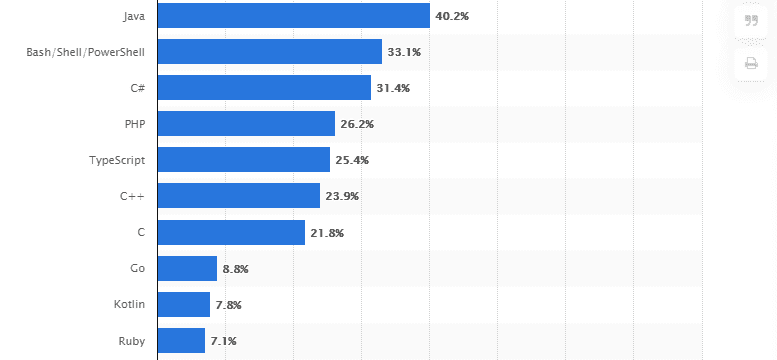 Java 40.2%
Bash/Shell/PowerShell 33.1%
C# 31.4%
PHP 26.2%
TypeScript 25.4%
C++ 23.9%
C 21.8%
Go 8.8%
Kotlin 7.8%
Ruby 7.1%